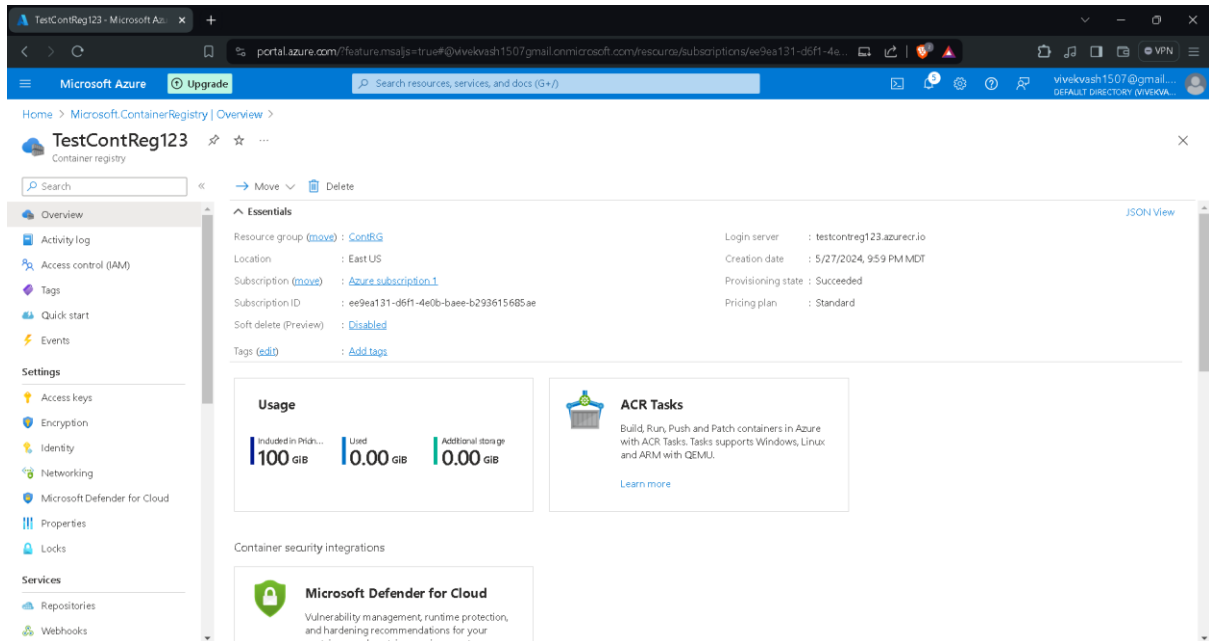 TestContReg123 - Microsoft Az
portal.azure.com/?feature.msaljs=true#@vivekvash1507gmail.onmicrosoft.com/resource/subscriptions/ee9ea131-d6f1-4e... VPN
Microsoft Azure Upgrade Search resources, services, and docs (G+/) 5 vivekvash1507@gmail....
DEFAULT DIRECTORY (VIVEKVA...
Home > Microsoft.ContainerRegistry | Overview >
TestContReg123 ...
Container registry
Search « Move Delete
Overview
Activity log
Access control (IAM)
Tags
Quick start
Events
Settings
Access keys
Encryption
Identity
Networking
Microsoft Defender for Cloud
Properties
Locks
Services
Repositories
Webhooks
Essentials JSON View
Resource group (move) : ContRG
Location : East US
Subscription (move) : Azure subscription 1
Subscription ID : ee9ea131-d6f1-4e0b-baee-b293615685ae
Soft delete (Preview) : Disabled
Tags (edit) : Add tags
Login server : testcontreg123.azurecr.io
Creation date : 5/27/2024, 9:59 PM MDT
Provisioning state : Succeeded
Pricing plan : Standard
Usage
Included in Pricin...
100 GiB
Used
0.00 GiB
Additional storage
0.00 GiB
ACR Tasks
Build, Run, Push and Patch containers in Azure
with ACR Tasks. Tasks supports Windows, Linux
and ARM with QEMU.
Learn more
Container security integrations
Microsoft Defender for Cloud
Vulnerability management, runtime protection,
and hardening recommendations for your